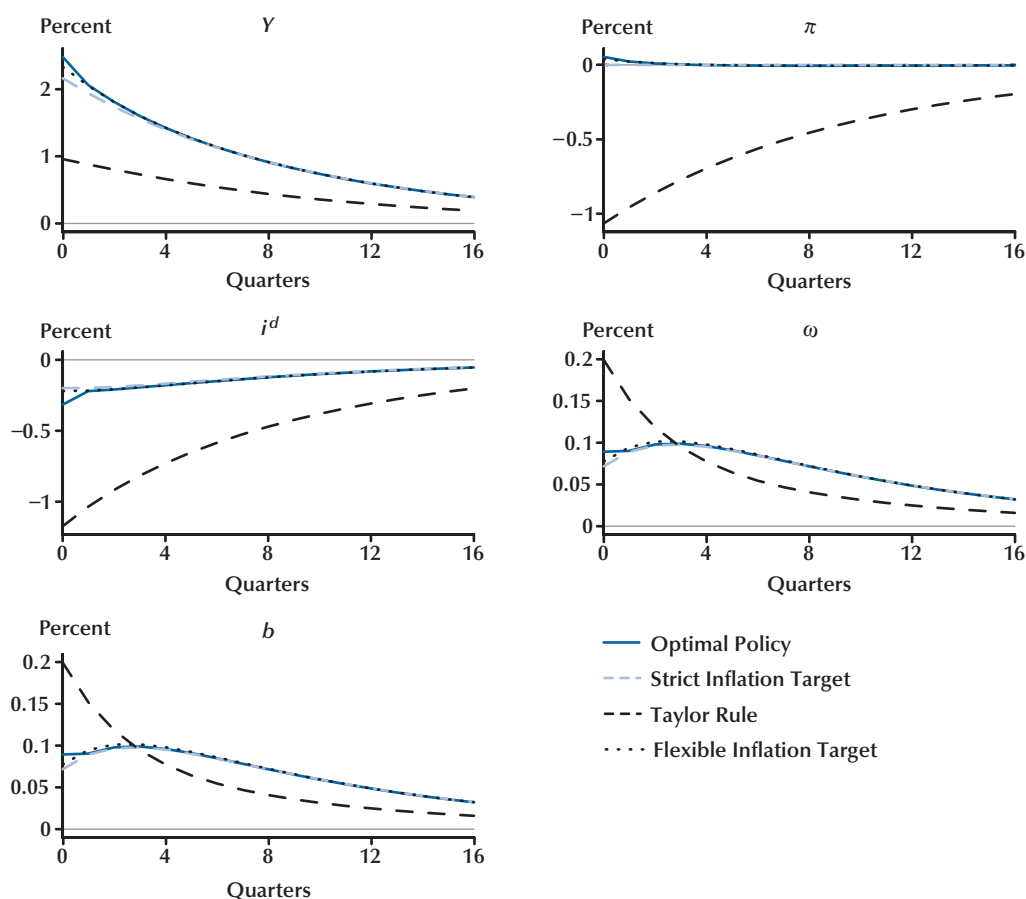 Percent
Y
2
1
0
0 4 8 12 16
Quarters
Percent
π
0
−0.5
−1
0 4 8 12 16
Quarters
Percent
i^d
0
−0.5
−1
0 4 8 12 16
Quarters
Percent
ω
0.2
0.15
0.1
0.05
0
0 4 8 12 16
Quarters
Percent
b
0.2
0.15
0.1
0.05
0
0 4 8 12 16
Quarters
Optimal Policy
Strict Inflation Target
Taylor Rule
Flexible Inflation Target